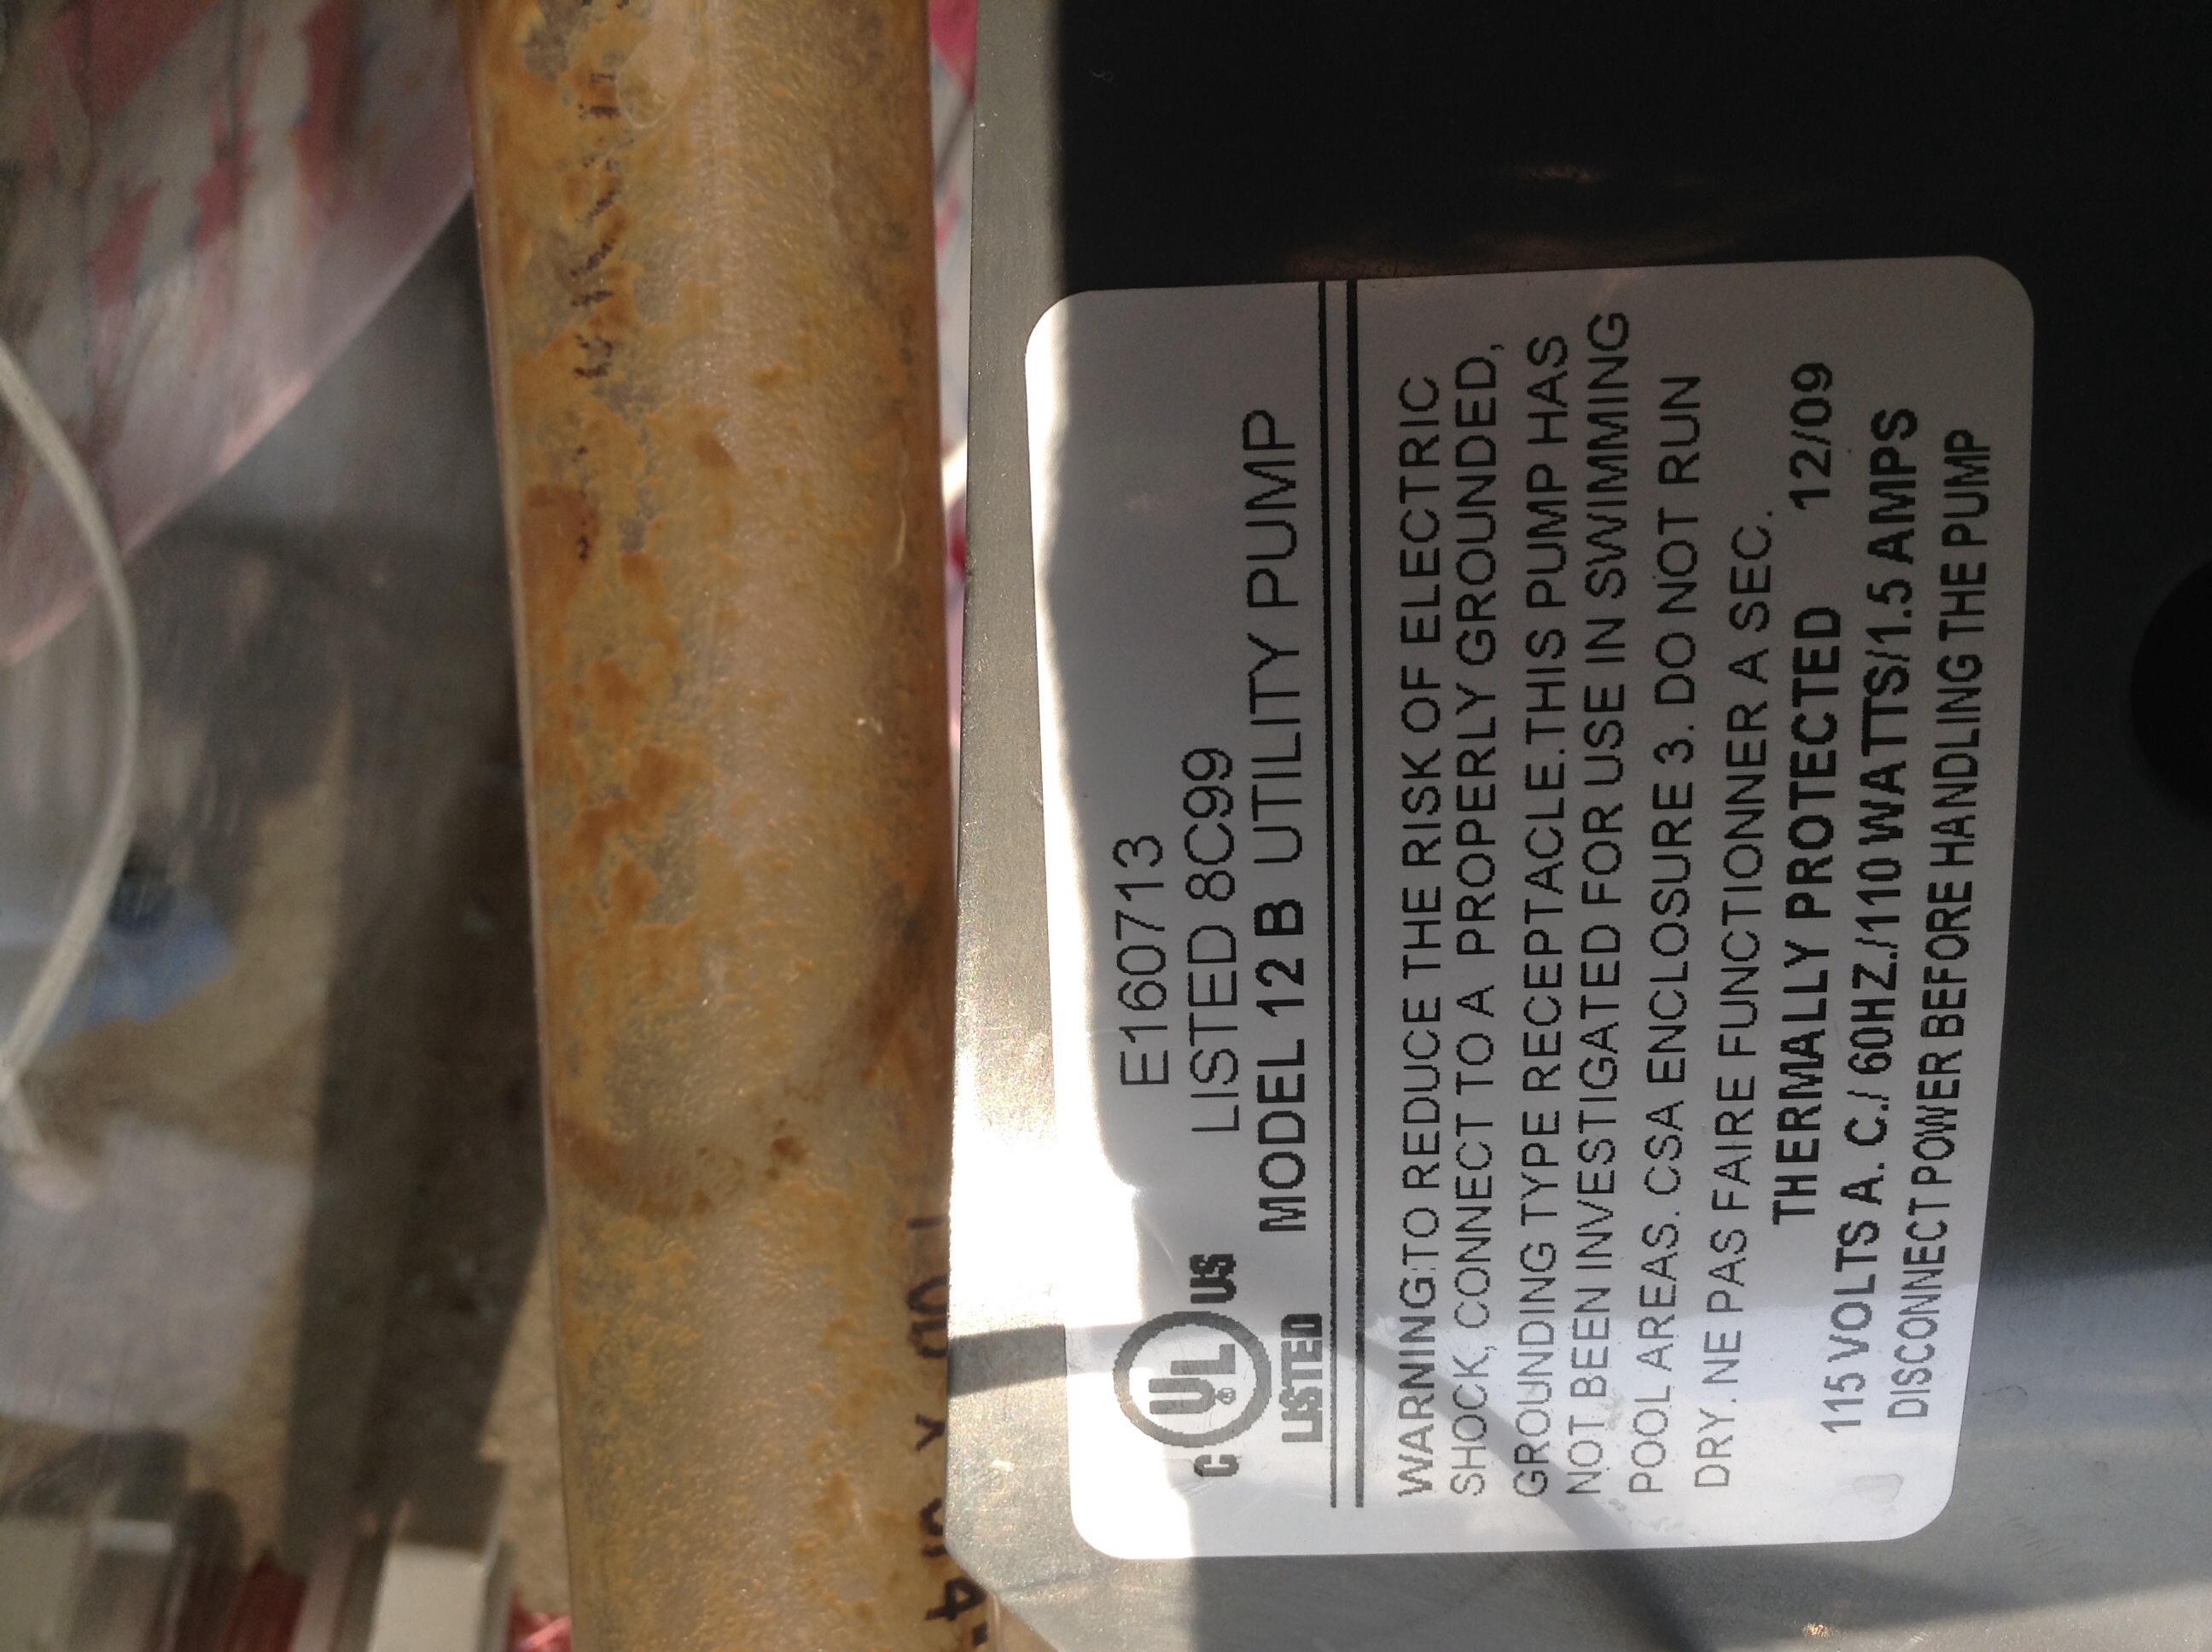 E160713
LISTED 8C99
MODEL 12 B UTILITY PUMP
C UL ® US
LISTED
WARNING:TO REDUCE THE RISK OF ELECTRIC
SHOCK, CONNECT TO A PROPERLY GROUNDED,
GROUNDING TYPE RECEPTACLE.THIS PUMP HAS
NOT BEEN INVESTIGATED FOR USE IN SWIMMING
POOL AREAS. CSA ENCLOSURE 3. DO NOT RUN
DRY. NE PAS FAIRE FUNCTIONNER A SEC.
THERMALLY PROTECTED 12/09
115 VOLTS A. C./ 60HZ./110 WATTS/1.5 AMPS
DISCONNECT POWER BEFORE HANDLING THE PUMP